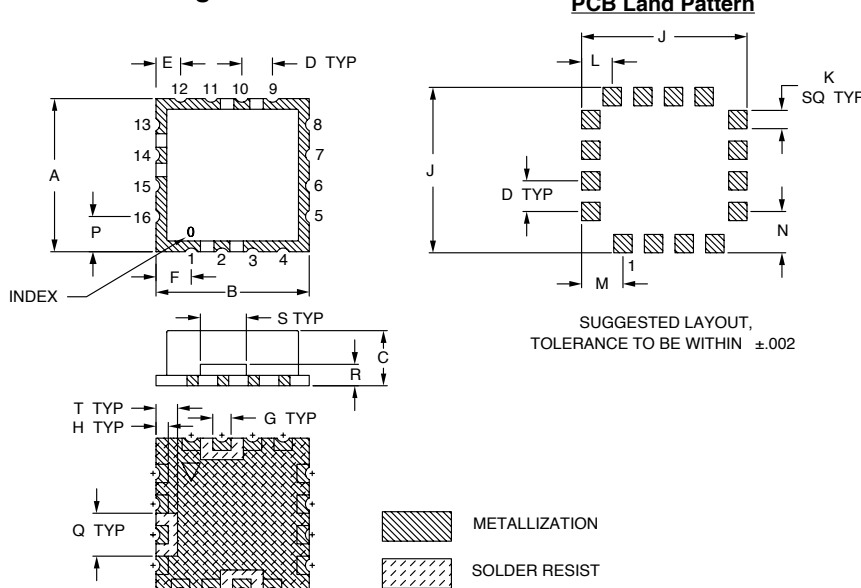 PCB Land Pattern
E
D TYP
12 11 10 9
13
14
15
16
8
7
6
5
A
P
0
1 2 3 4
F
B
INDEX
J
L
K
SQ TYP
J
D TYP
N
1
M
SUGGESTED LAYOUT,
TOLERANCE TO BE WITHIN ±.002
S TYP
C
R
T TYP
H TYP
G TYP
Q TYP
METALLIZATION
SOLDER RESIST